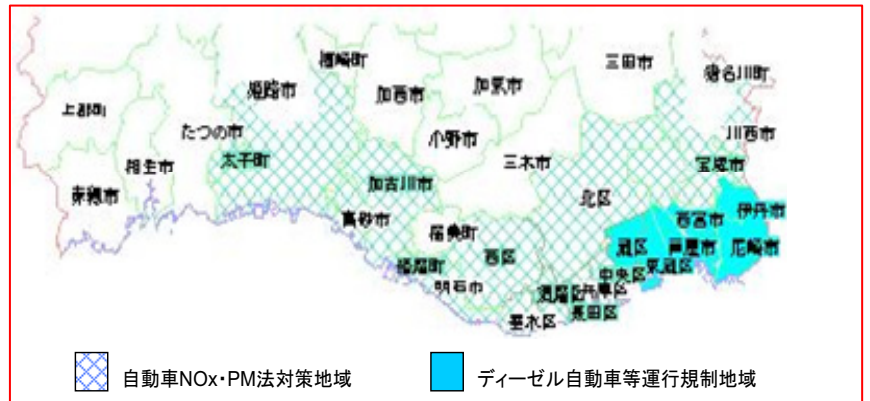 猪名川町
福崎町
三田市
姫路市
加西市
加東市
上郡町
川西市
たつの市
小野市
相生市
太子町
三木市
宝塚市
赤穂市
加古川市
北区
伊丹市
高砂市
西宮市
稲美町
西区
灘区
芦屋市
尼崎市
播磨町
中央区
東灘区
明石市
須磨区
兵庫区
長田区
垂水区
自動車NOx・PM法対策地域
ディーゼル自動車等運行規制地域